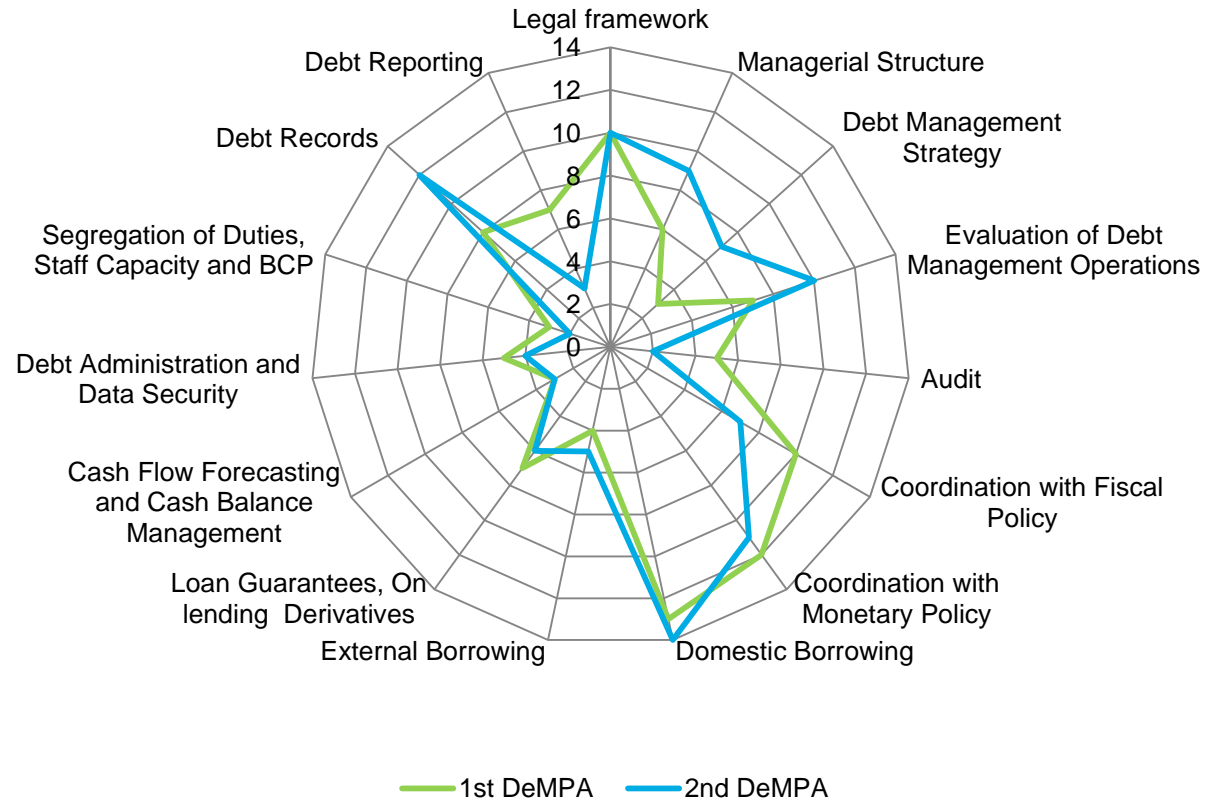 Legal framework
Managerial Structure
Debt Management
Strategy
Evaluation of Debt
Management Operations
Audit
Coordination with Fiscal
Policy
Coordination with
Monetary Policy
Domestic Borrowing
External Borrowing
Loan Guarantees, On
lending  Derivatives
Cash Flow Forecasting
and Cash Balance
Management
Debt Administration and
Data Security
Segregation of Duties,
Staff Capacity and BCP
Debt Records
Debt Reporting
14
12
10
8
6
4
2
0
1st DeMPA
2nd DeMPA